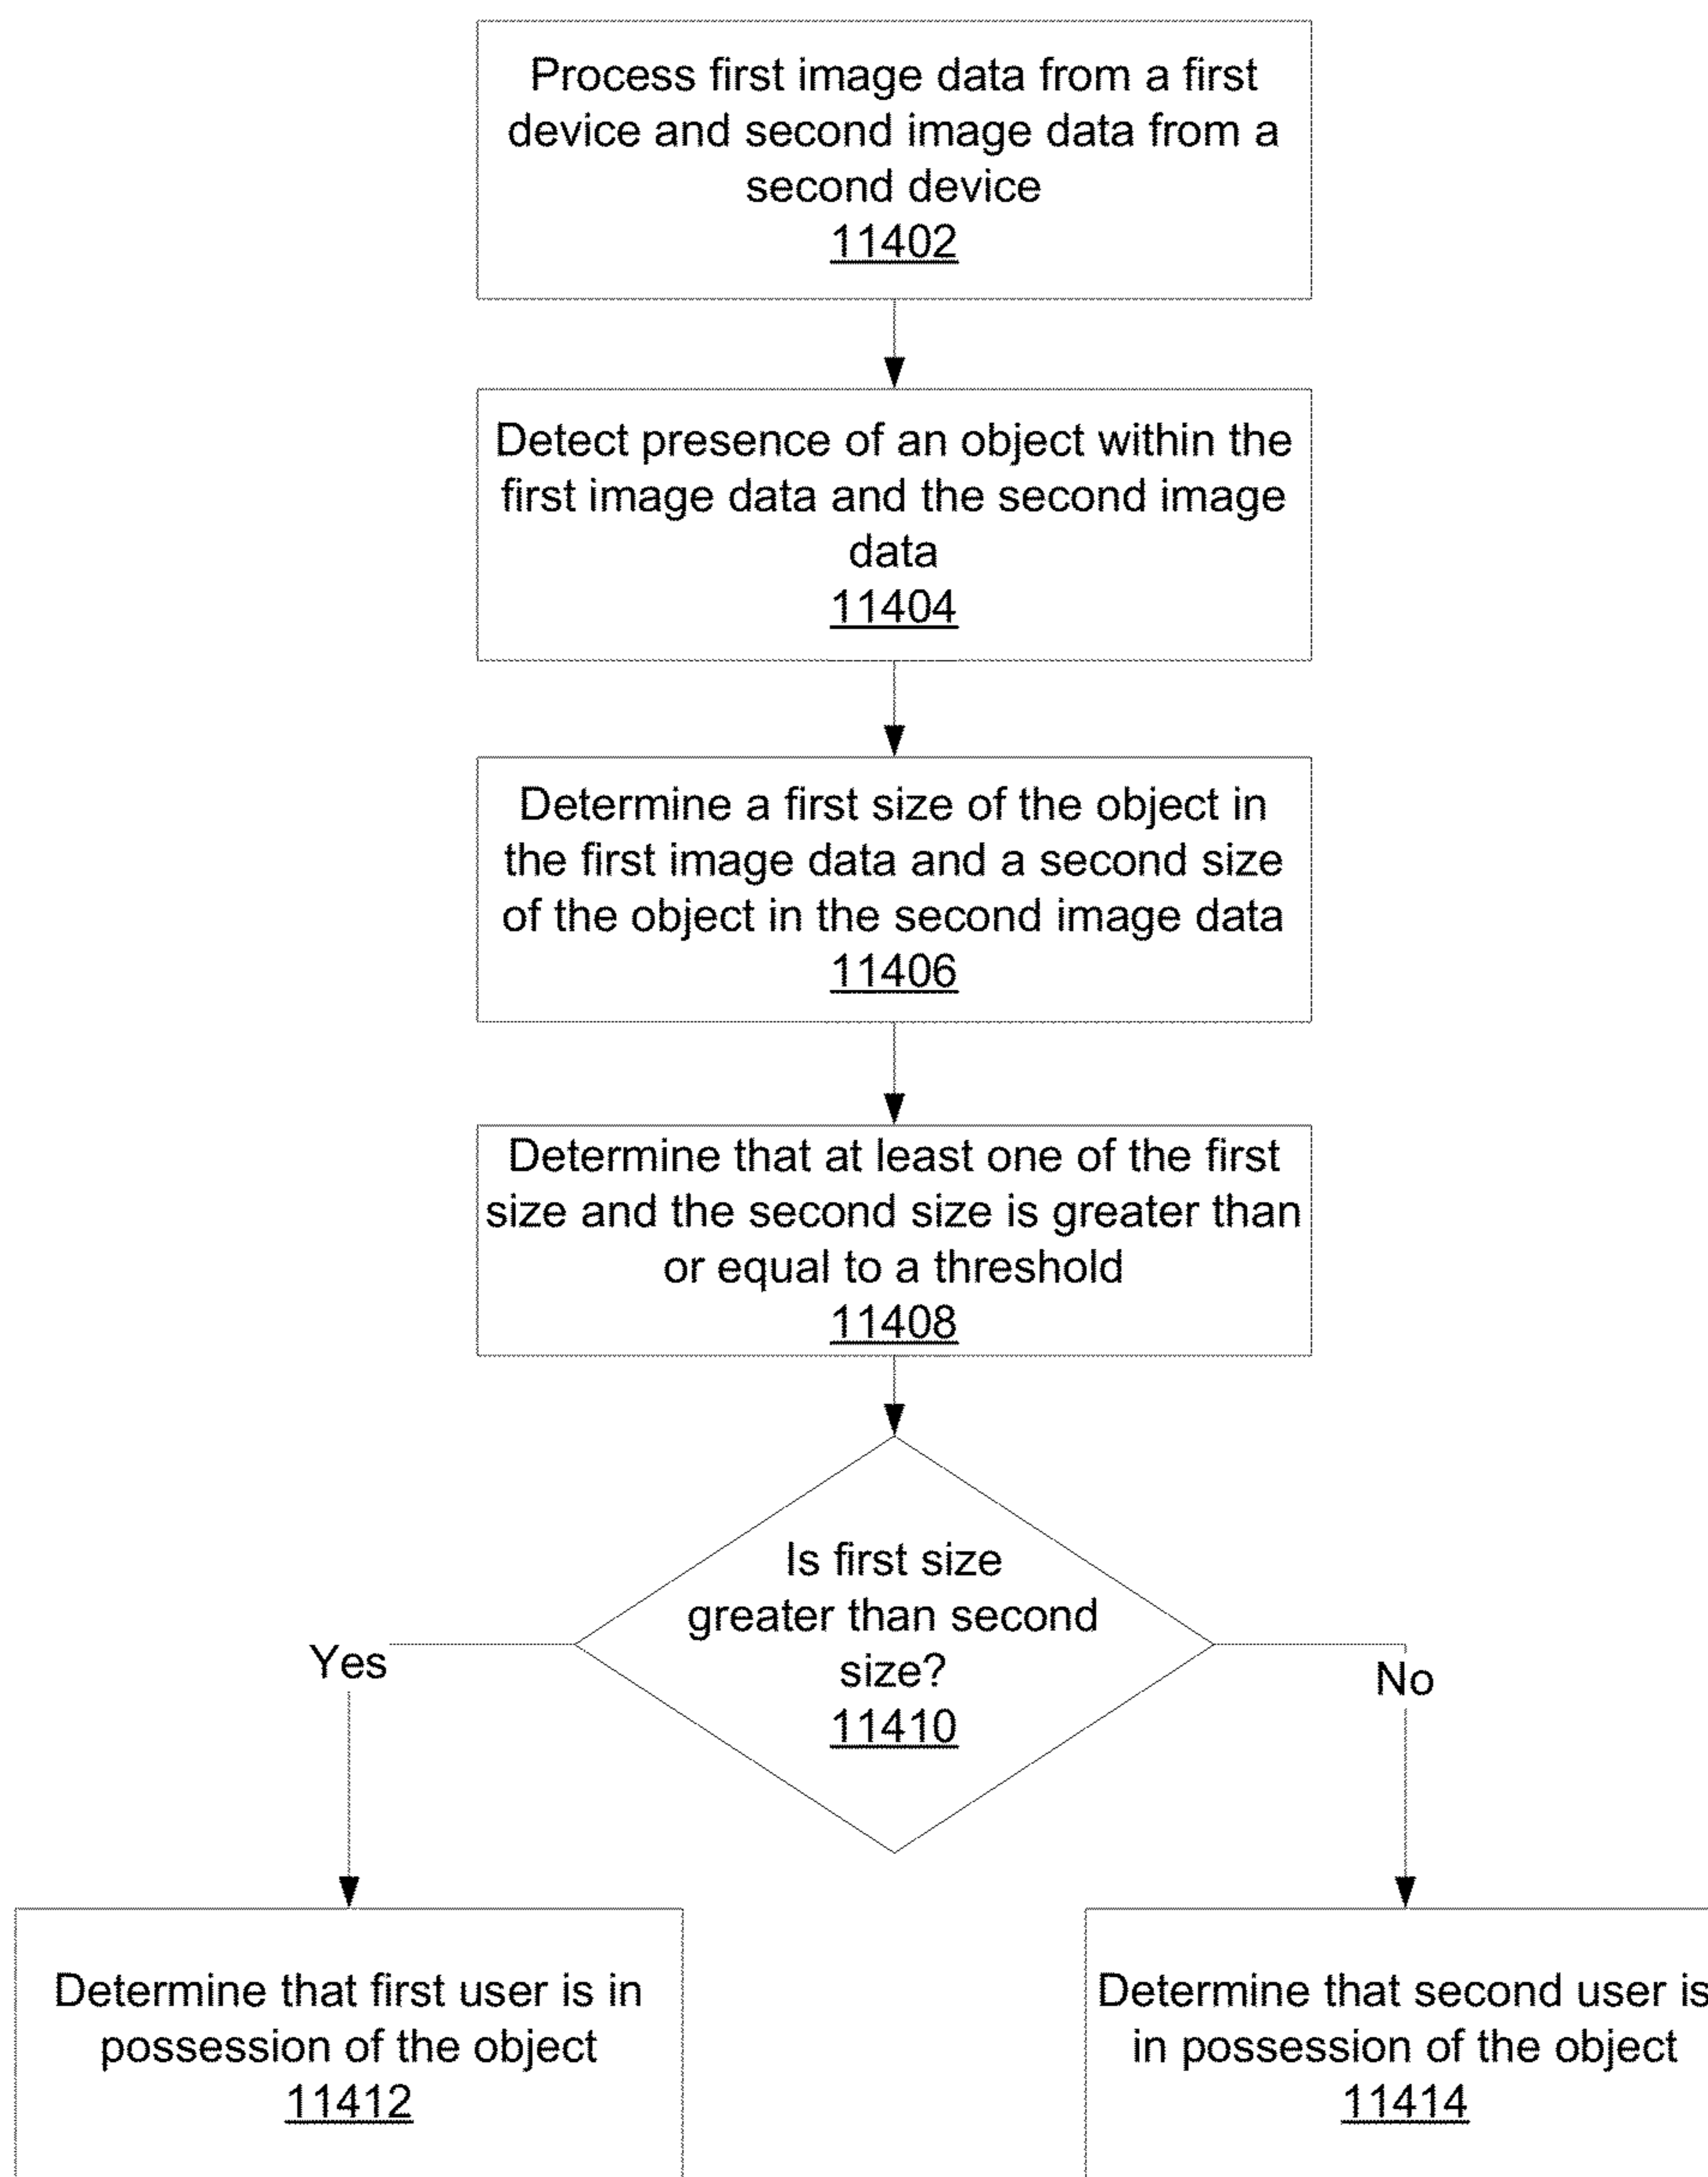 Process first image data from a first
device and second image data from a
second device
11402
Detect presence of an object within the
first image data and the second image
data
11404
Determine a first size of the object in
the first image data and a second size
of the object in the second image data
11406
Determine that at least one of the first
size and the second size is greater than
or equal to a threshold
11408
Is first size
greater than second
size?
11410
Yes
No
Determine that first user is in
possession of the object
11412
Determine that second user is
in possession of the object
11414